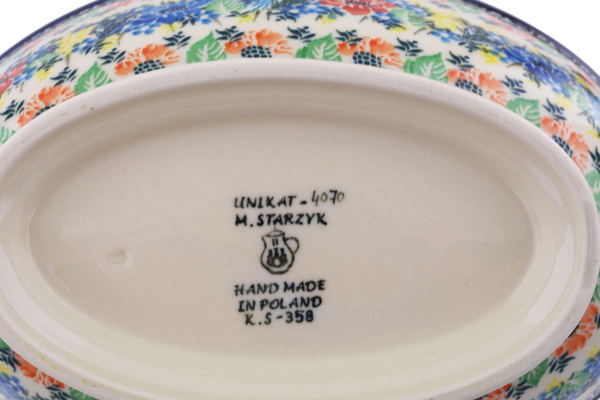 UNIKAT - 4070
M. STARZYK
HAND MADE
IN POLAND
K.S-358